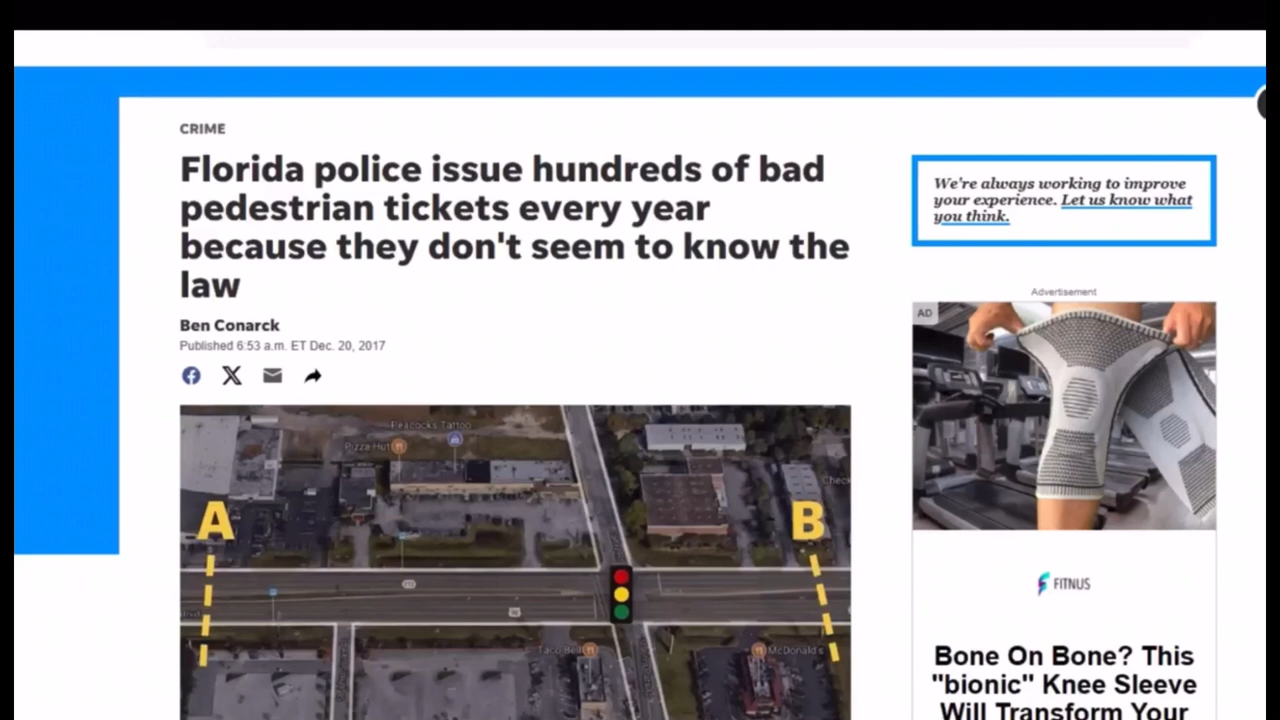 CRIME
Florida police issue hundreds of bad
pedestrian tickets every year
because they don't seem to know the
law
Ben Conarck
Published 6:53 a.m. ET Dec. 20, 2017
We're always working to improve
your experience. Let us know what
you think.
Advertisement
AD
Peacocks Tattoo
Pizza Hut
Check
A
B
Taco Bell
McDonald's
FITNUS
Bone On Bone? This
"bionic" Knee Sleeve
Will Transform Your